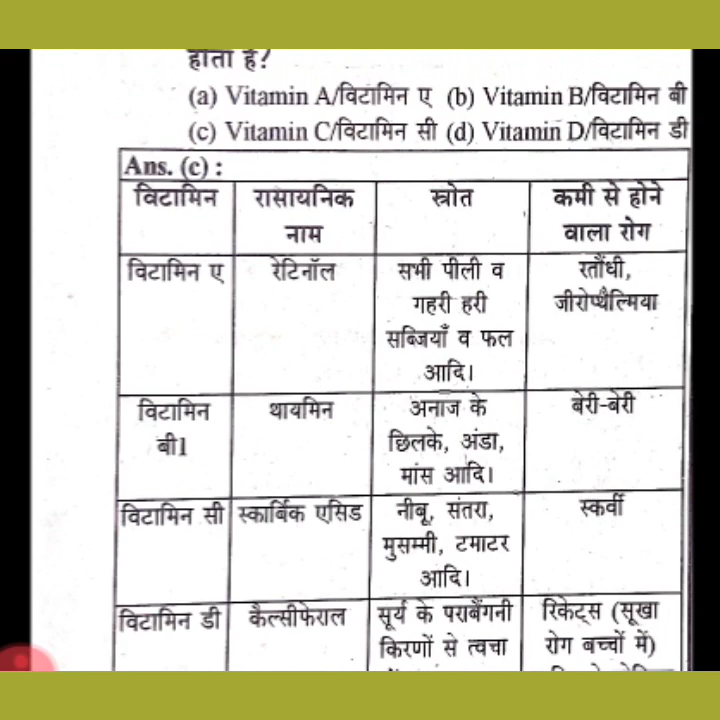 होता है?
(a) Vitamin A/विटामिन ए (b) Vitamin B/विटामिन बी
(c) Vitamin C/विटामिन सी (d) Vitamin D/विटामिन डी
Ans. (c) :
विटामिन रासायनिक नाम स्त्रोत कमी से होने वाला रोग
विटामिन ए रेटिनॉल सभी पीली व गहरी हरी सब्जियाँ व फल आदि। रतौंधी, जीरोप्थैल्मिया
विटामिन बी1 थायमिन अनाज के छिलके, अंडा, मांस आदि। बेरी-बेरी
विटामिन सी स्कार्बिक एसिड नीबू, संतरा, मुसम्मी, टमाटर आदि। स्कर्वी
विटामिन डी कैल्सीफेराल सूर्य के पराबैंगनी किरणों से त्वचा रिकेट्स (सूखा रोग बच्चों में)